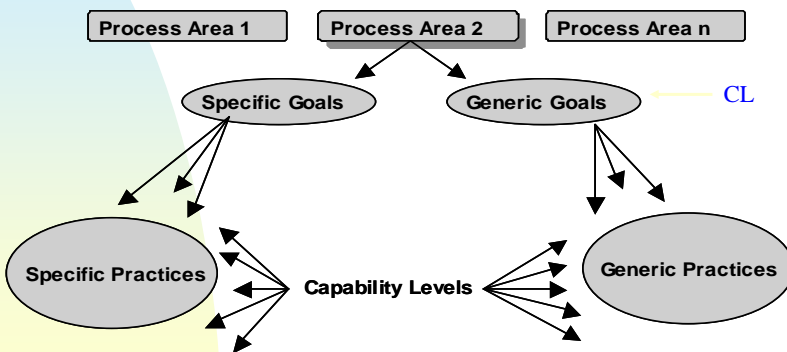 Process Area 1
Process Area 2
Process Area n
Specific Goals
Generic Goals
CL
Specific Practices
Capability Levels
Generic Practices